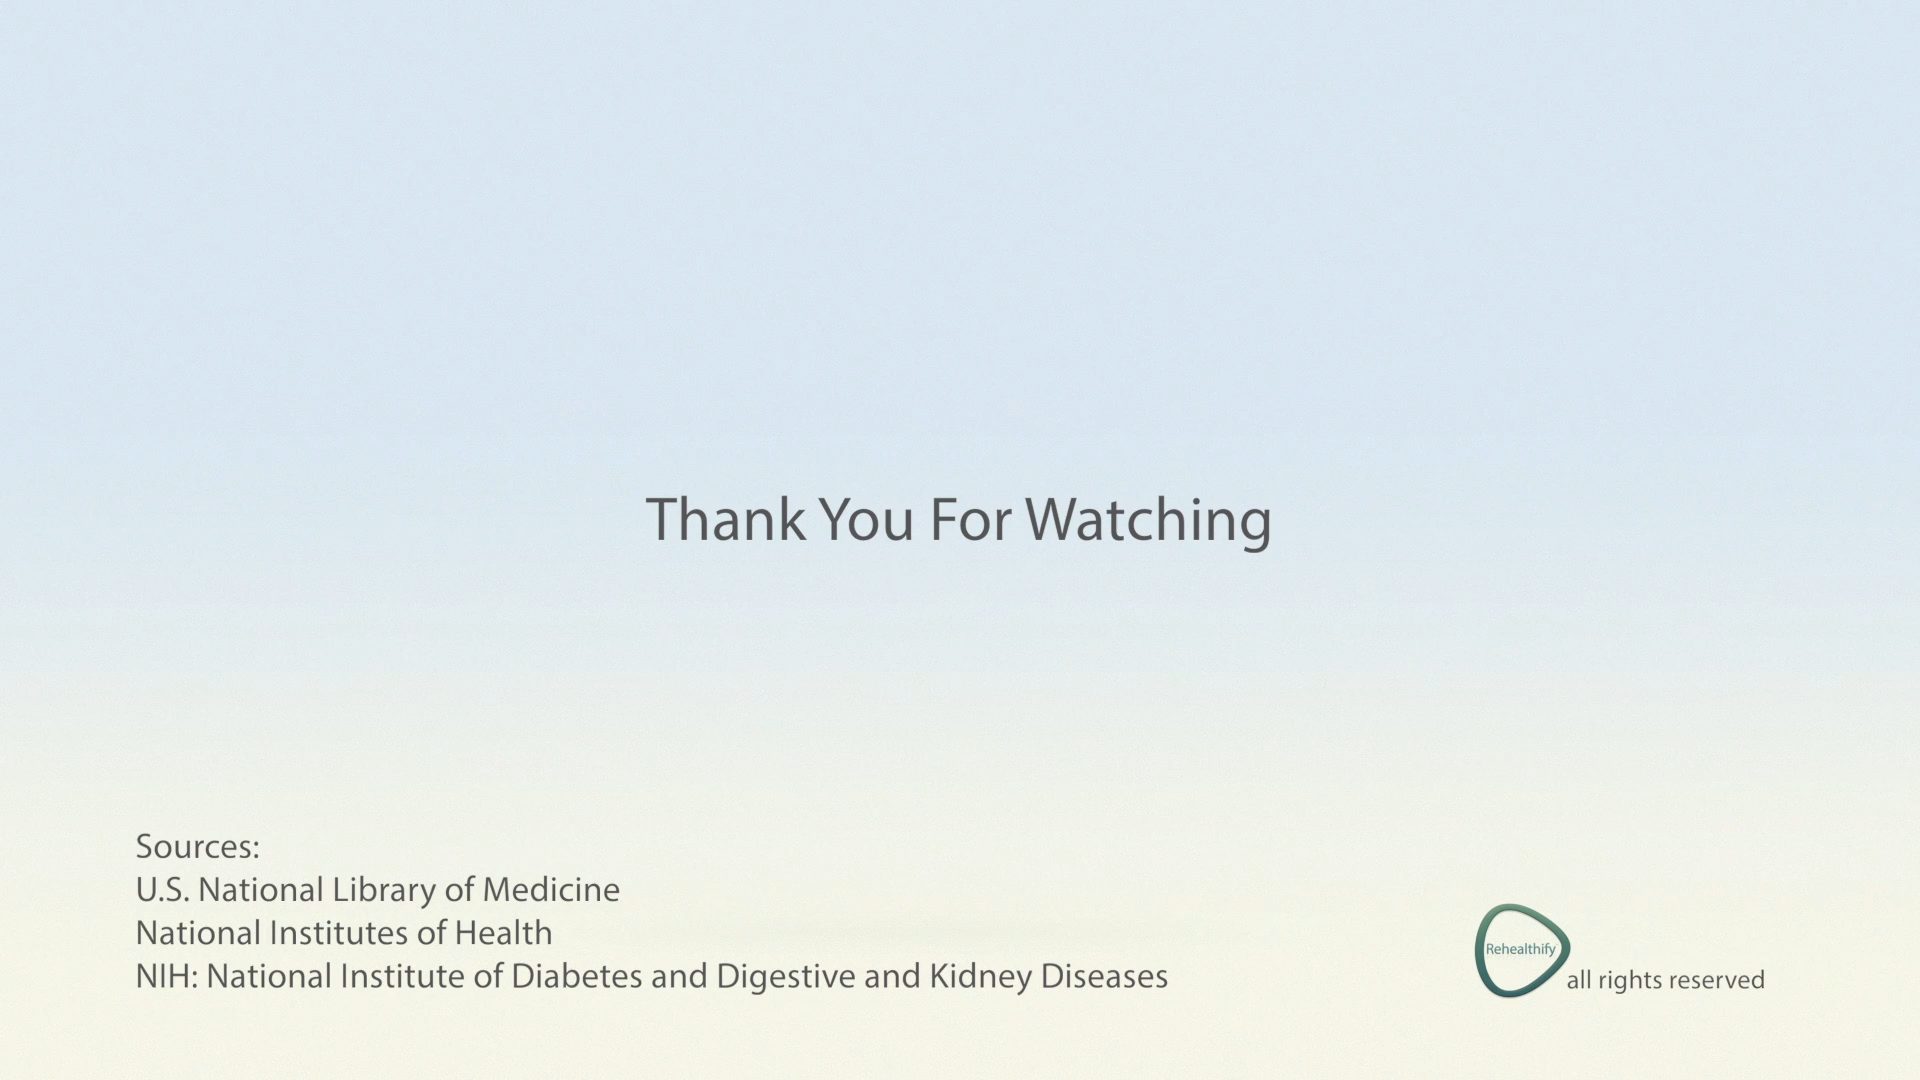 Thank You For Watching
Sources:
U.S. National Library of Medicine
National Institutes of Health
NIH: National Institute of Diabetes and Digestive and Kidney Diseases
Rehealthify
all rights reserved